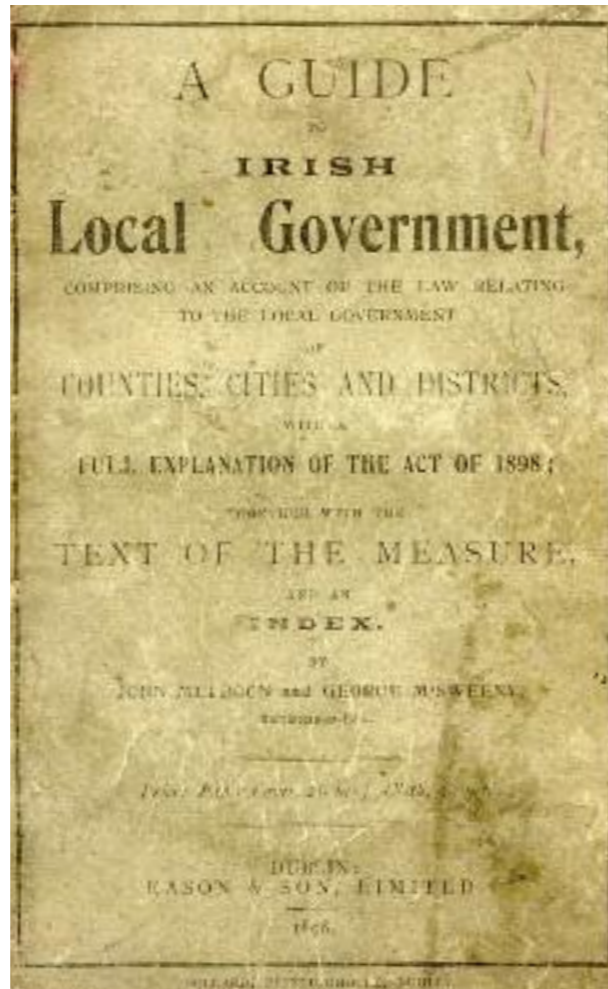 A GUIDE
TO
IRISH
Local Government,
COMPRISING AN ACCOUNT OF THE LAW RELATING
TO THE LOCAL GOVERNMENT
OF
COUNTIES, CITIES AND DISTRICTS,
WITH A
FULL EXPLANATION OF THE ACT OF 1898;
TOGETHER WITH THE
TEXT OF THE MEASURE,
AND AN
INDEX.
BY
JOHN MULDOON and GEORGE M'SWEENY,
DUBLIN:
EASON & SON, LIMITED